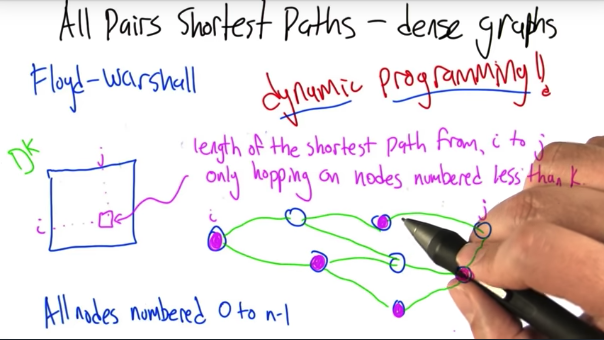 All Pairs Shortest Paths - dense graphs
Floyd-Warshall
dynamic programming!
D^k
j
i
length of the shortest path from i to j
only hopping on nodes numbered less than k.
i
j
All nodes numbered 0 to n-1